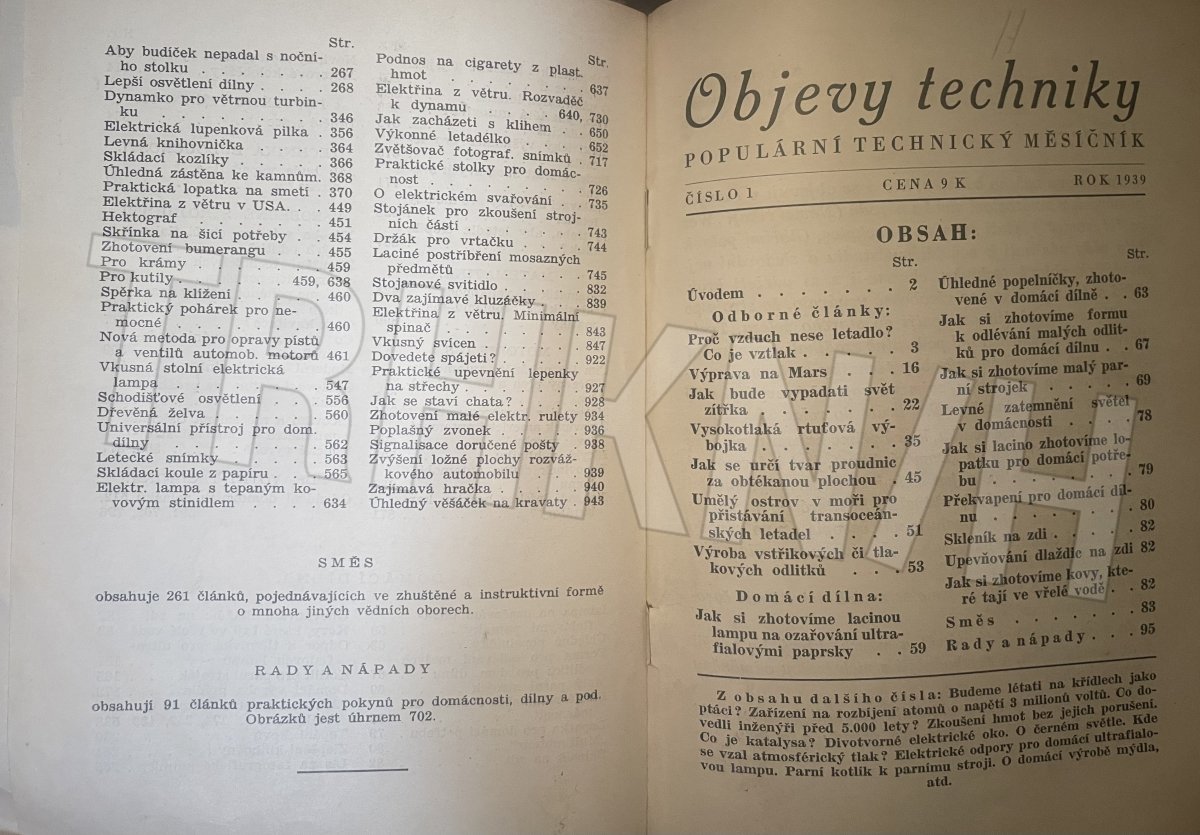 Str.
Aby budíček nepadal s noční-
ho stolku . . . . . . . 267
Lepší osvětlení dílny . . . . 268
Dynamko pro větrnou turbin-
ku . . . . . . . . . 346
Elektrická lupenková pilka . 356
Levná knihovnička . . . . 364
Skládací kozlíky . . . . . 366
Úhledná zástěna ke kamnům. 368
Praktická lopatka na smetí . 370
Elektřina z větru v USA. . . 449
Hektograf . . . . . . . 451
Skřínka na šicí potřeby . . . 454
Zhotovení bumerangu . . . 455
Pro krámy . . . . . . . 459
Pro kutily . . . . . . 459, 638
Spěrka na klížení . . . . . 460
Praktický pohárek pro ne-
mocné . . . . . . . . 460
Nová metoda pro opravy pístů
a ventilů automob. motorů 461
Vkusná stolní elektrická
lampa . . . . . . . . 547
Schodišťové osvětlení . . . 556
Dřevěná želva . . . . . . 560
Universální přístroj pro dom.
dílny . . . . . . . . 562
Letecké snímky . . . . . 563
Skládací koule z papíru . . . 565
Elektr. lampa s tepaným ko-
vovým stinidlem . . . . 634
Str.
Podnos na cigarety z plast.
hmot . . . . . . . 637
Elektřina z větru. Rozvaděč
k dynamu . . . . 640, 730
Jak zacházeti s klihem . . 650
Výkonné letadélko . . . . 652
Zvětšovač fotograf. snímků . 717
Praktické stolky pro domác-
nost . . . . . . . . 726
O elektrickém svařování . . 735
Stojánek pro zkoušení stroj-
ních částí . . . . . . . 743
Držák pro vrtačku . . . . 744
Laciné postříbření mosazných
předmětů . . . . . . . 745
Stojanové svitidlo . . . . . 832
Dva zajímavé kluzáčky . . . 839
Elektřina z větru. Minimální
spinač . . . . . . . . 843
Vkusný svícen . . . . . . 847
Dovedete spájeti? . . . . . 922
Praktické upevnění lepenky
na střechy . . . . . . . 927
Jak se staví chata? . . . . 928
Zhotovení malé elektr. rulety 934
Poplašný zvonek . . . . . 936
Signalisace doručené pošty . 938
Zvýšení ložné plochy rozváž-
kového automobilu . . . 939
Zajímavá hračka . . . . . 940
Úhledný věšáček na kravaty . 943
SMĚS
obsahuje 261 článků, pojednávajících ve zhuštěné a instruktivní formě
o mnoha jiných vědních oborech.
RADY A NÁPADY
obsahují 91 článků praktických pokynů pro domácnosti, dílny a pod.
Obrázků jest úhrnem 702.
Objevy techniky
POPULÁRNÍ TECHNICKÝ MĚSÍČNÍK
ČÍSLO 1 CENA 9 K ROK 1939
OBSAH:
Str.
Úvodem . . . . . . . 2
Odborné články:
Proč vzduch nese letadlo?
Co je vztlak . . . . . . 3
Výprava na Mars . . . 16
Jak bude vypadati svět
zítřka . . . . . . . 22
Vysokotlaká rtuťová vý-
bojka . . . . . . . . 35
Jak se určí tvar proudnic
za obtékanou plochou . 45
Umělý ostrov v moři pro
přistávání transoceán-
ských letadel . . . . 51
Výroba vstřikových či tla-
kových odlitků . . . 53
Domácí dílna:
Jak si zhotovíme lacinou
lampu na ozařování ultra-
fialovými paprsky . . 59
Str.
Úhledné popelníčky, zhoto-
vené v domácí dílně . . 63
Jak si zhotovíme formu
k odlévání malých odlit-
ků pro domácí dílnu . . 67
Jak si zhotovíme malý par-
ní strojek . . . . . 69
Levné zatemnění světel
v domácnosti . . . . 78
Jak si lacino zhotovíme lo-
patku pro domácí potře-
bu . . . . . . . . 79
Překvapení pro domácí díl-
nu . . . . . . . . 80
Skleník na zdi . . . . . 82
Upevňování dlaždic na zdi 82
Jak si zhotovíme kovy, kte-
ré tají ve vřelé vodě . . 82
Směs . . . . . . . 83
Rady a nápady . . . 95
Z obsahu dalšího čísla: Budeme létati na křídlech jako
ptáci? Zařízení na rozbíjení atomů o napětí 3 milionů voltů. Co do-
vedli inženýři před 5.000 lety? Zkoušení hmot bez jejich porušení.
Co je katalysa? Divotvorné elektrické oko. O černém světle. Kde
se vzal atmosférický tlak? Elektrické odpory pro domácí ultrafialo-
vou lampu. Parní kotlík k parnímu stroji. O domácí výrobě mýdla,
atd.